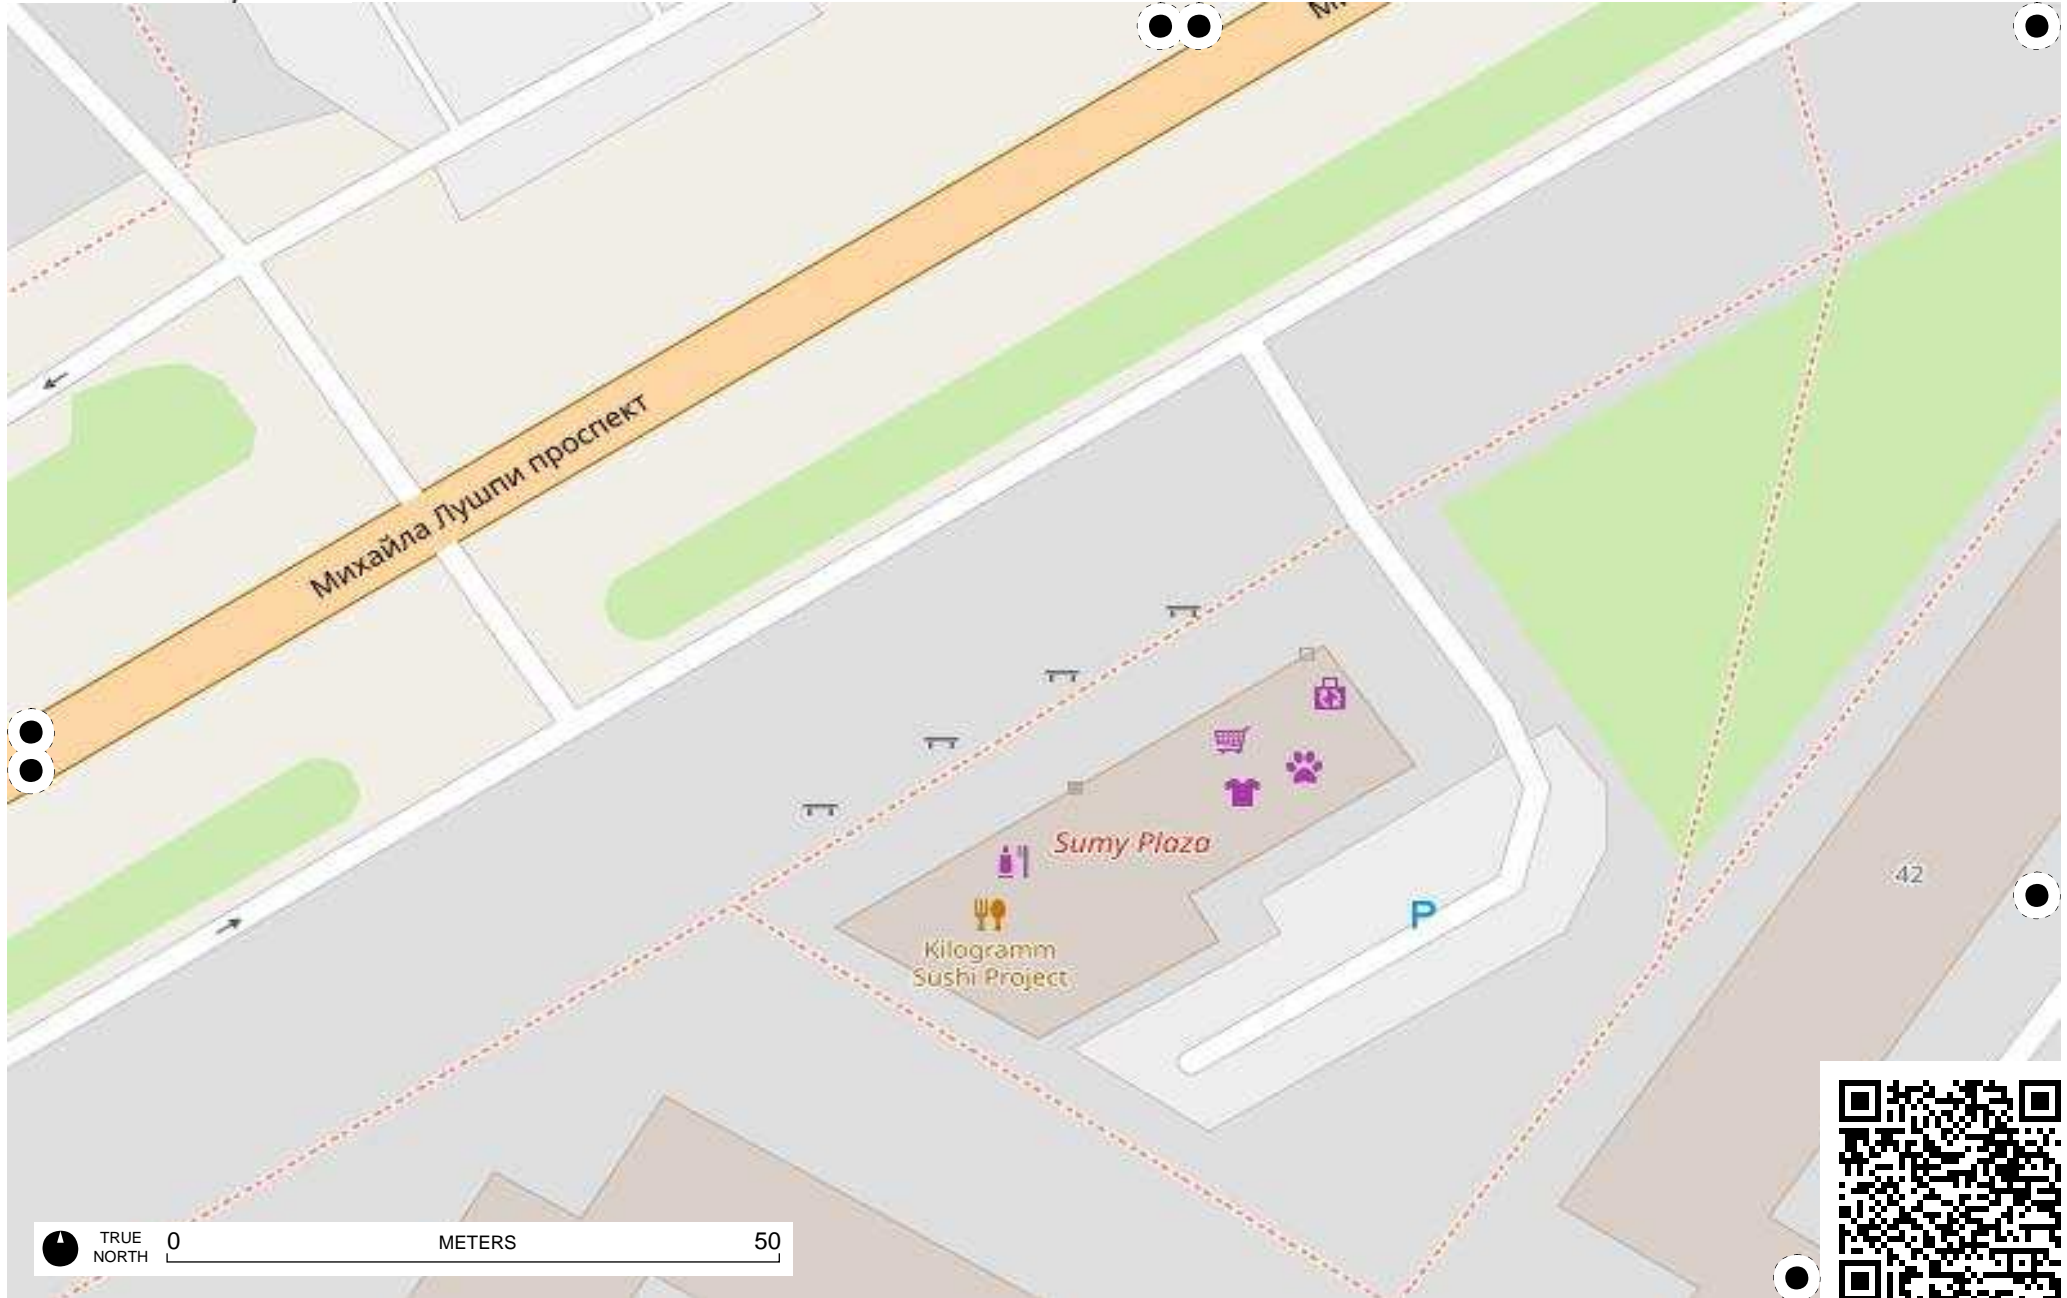 Михайла Лушпи проспект
Sumy Plaza
Kilogramm
Sushi Project
P
42
TRUE
NORTH
0 METERS 50